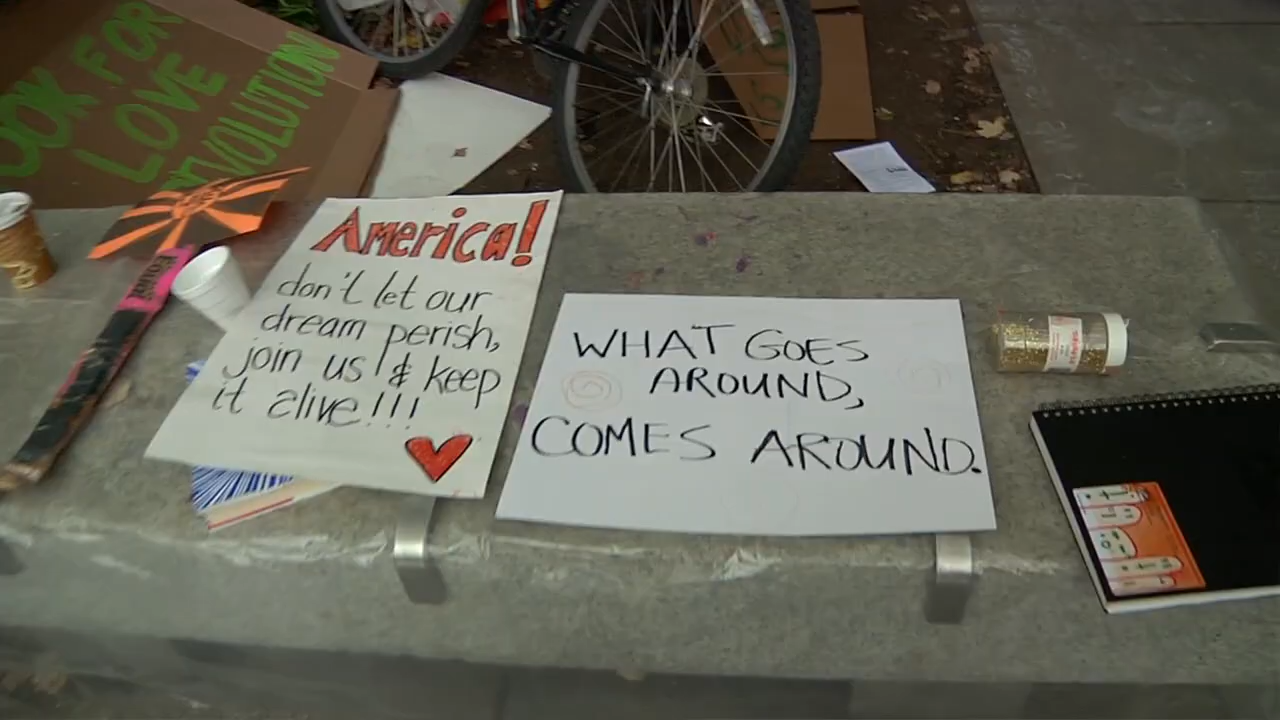 OOK FOR
LOVE
REVOLUTION
America!
don't let our
dream perish,
join us & keep
it alive!!!
WHAT GOES
AROUND,
COMES AROUND.